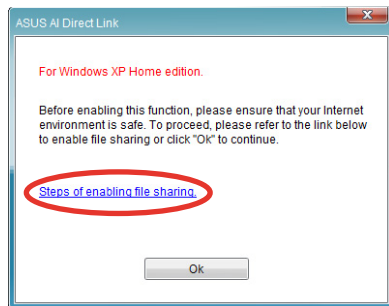 ASUS AI Direct Link
For Windows XP Home edition.
Before enabling this function, please ensure that your Internet
environment is safe. To proceed, please refer to the link below
to enable file sharing or click "Ok" to continue.
Steps of enabling file sharing.
Ok